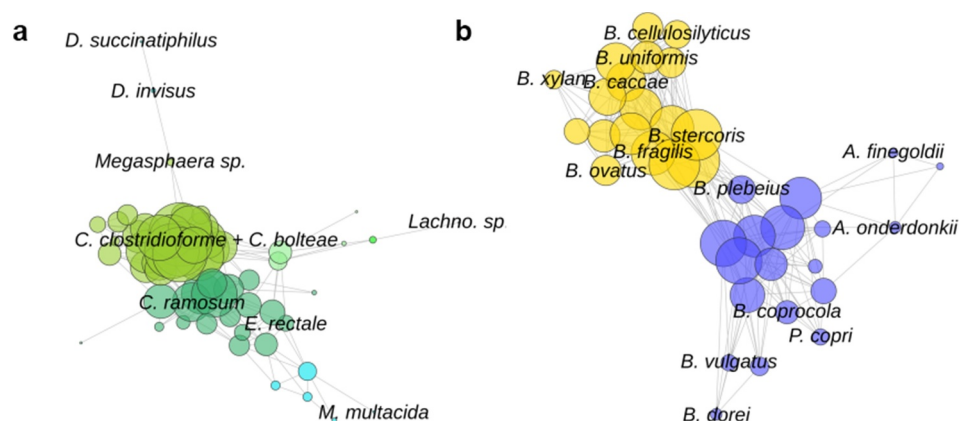 a
D. succinatiphilus
D. invisus
Megasphaera sp.
C. clostridioforme + C. bolteae
Lachno. sp
C. ramosum
E. rectale
M. multacida
b
B. cellulosilyticus
B. uniformis
B. xylan
B. caccae
B. stercoris
B. fragilis
B. ovatus
B. plebeius
A. finegoldii
A. onderdonkii
B. coprocola
P. copri
B. vulgatus
B. dorei